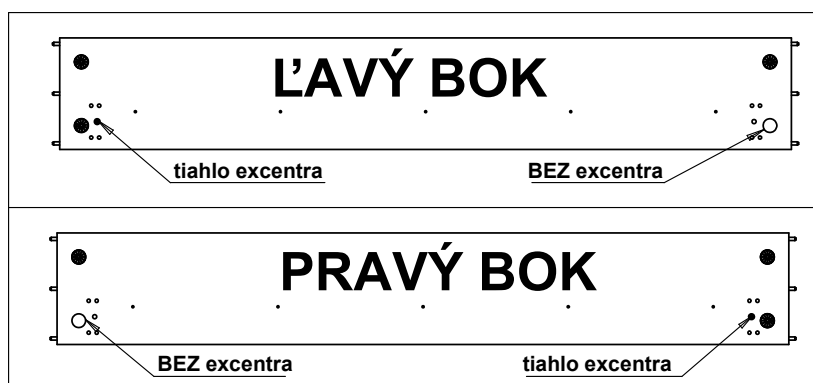 ĽAVÝ BOK
tiahlo excentra
BEZ excentra
PRAVÝ BOK
BEZ excentra
tiahlo excentra